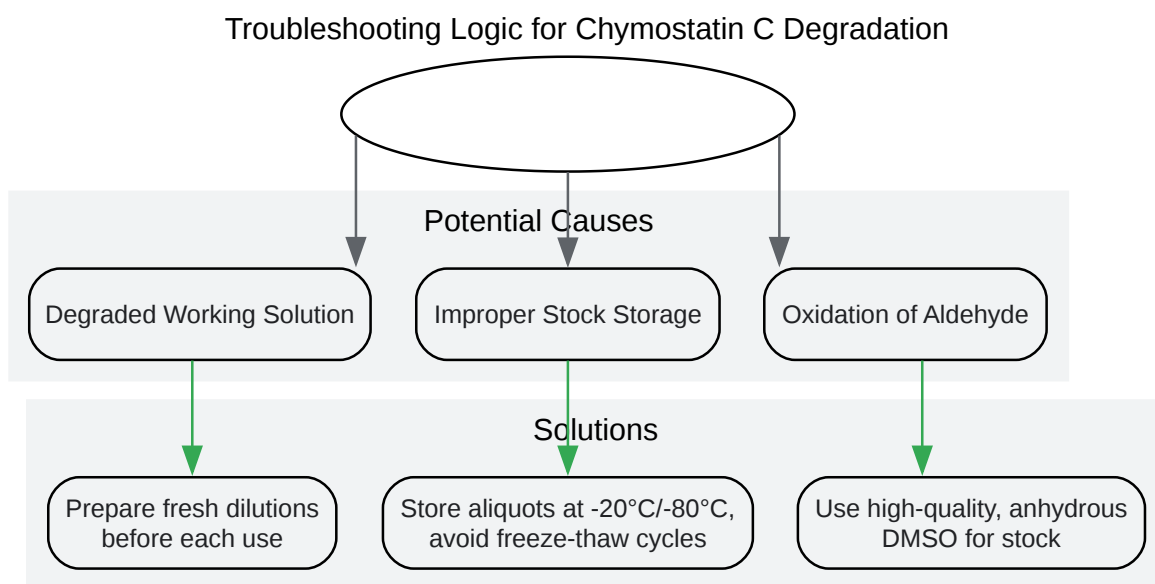 Troubleshooting Logic for Chymostatin C Degradation
Potential Causes
Degraded Working Solution
Improper Stock Storage
Oxidation of Aldehyde
Solutions
Prepare fresh dilutions
before each use
Store aliquots at -20°C/-80°C,
avoid freeze-thaw cycles
Use high-quality, anhydrous
DMSO for stock